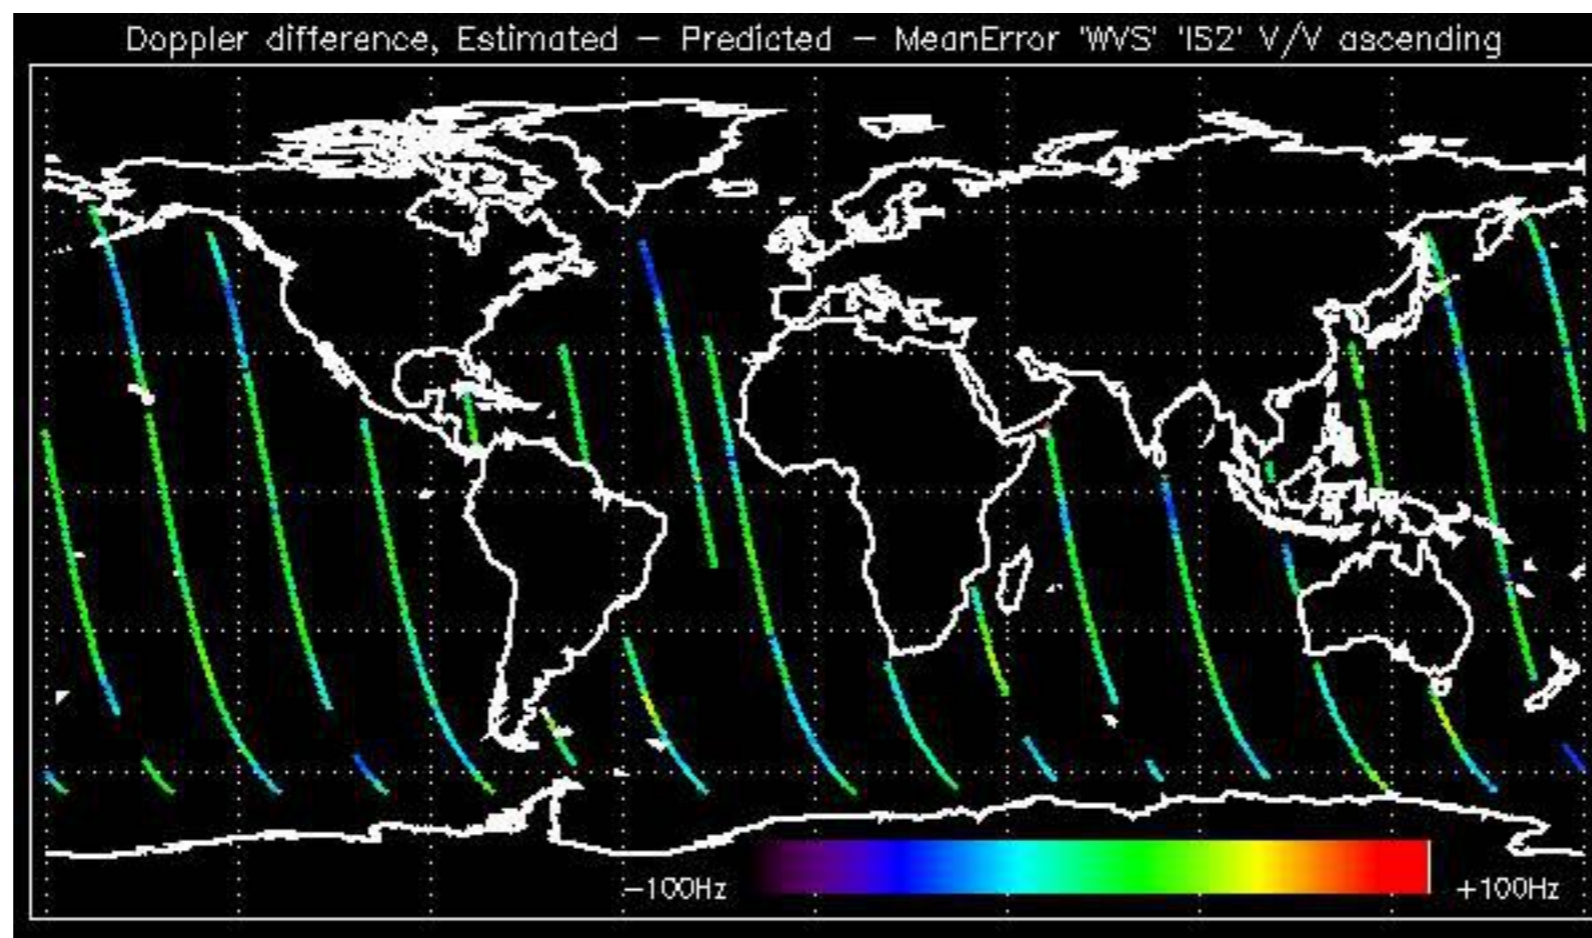 Doppler difference, Estimated – Predicted – MeanError 'WVS' 'IS2' V/V ascending
–100Hz
+100Hz